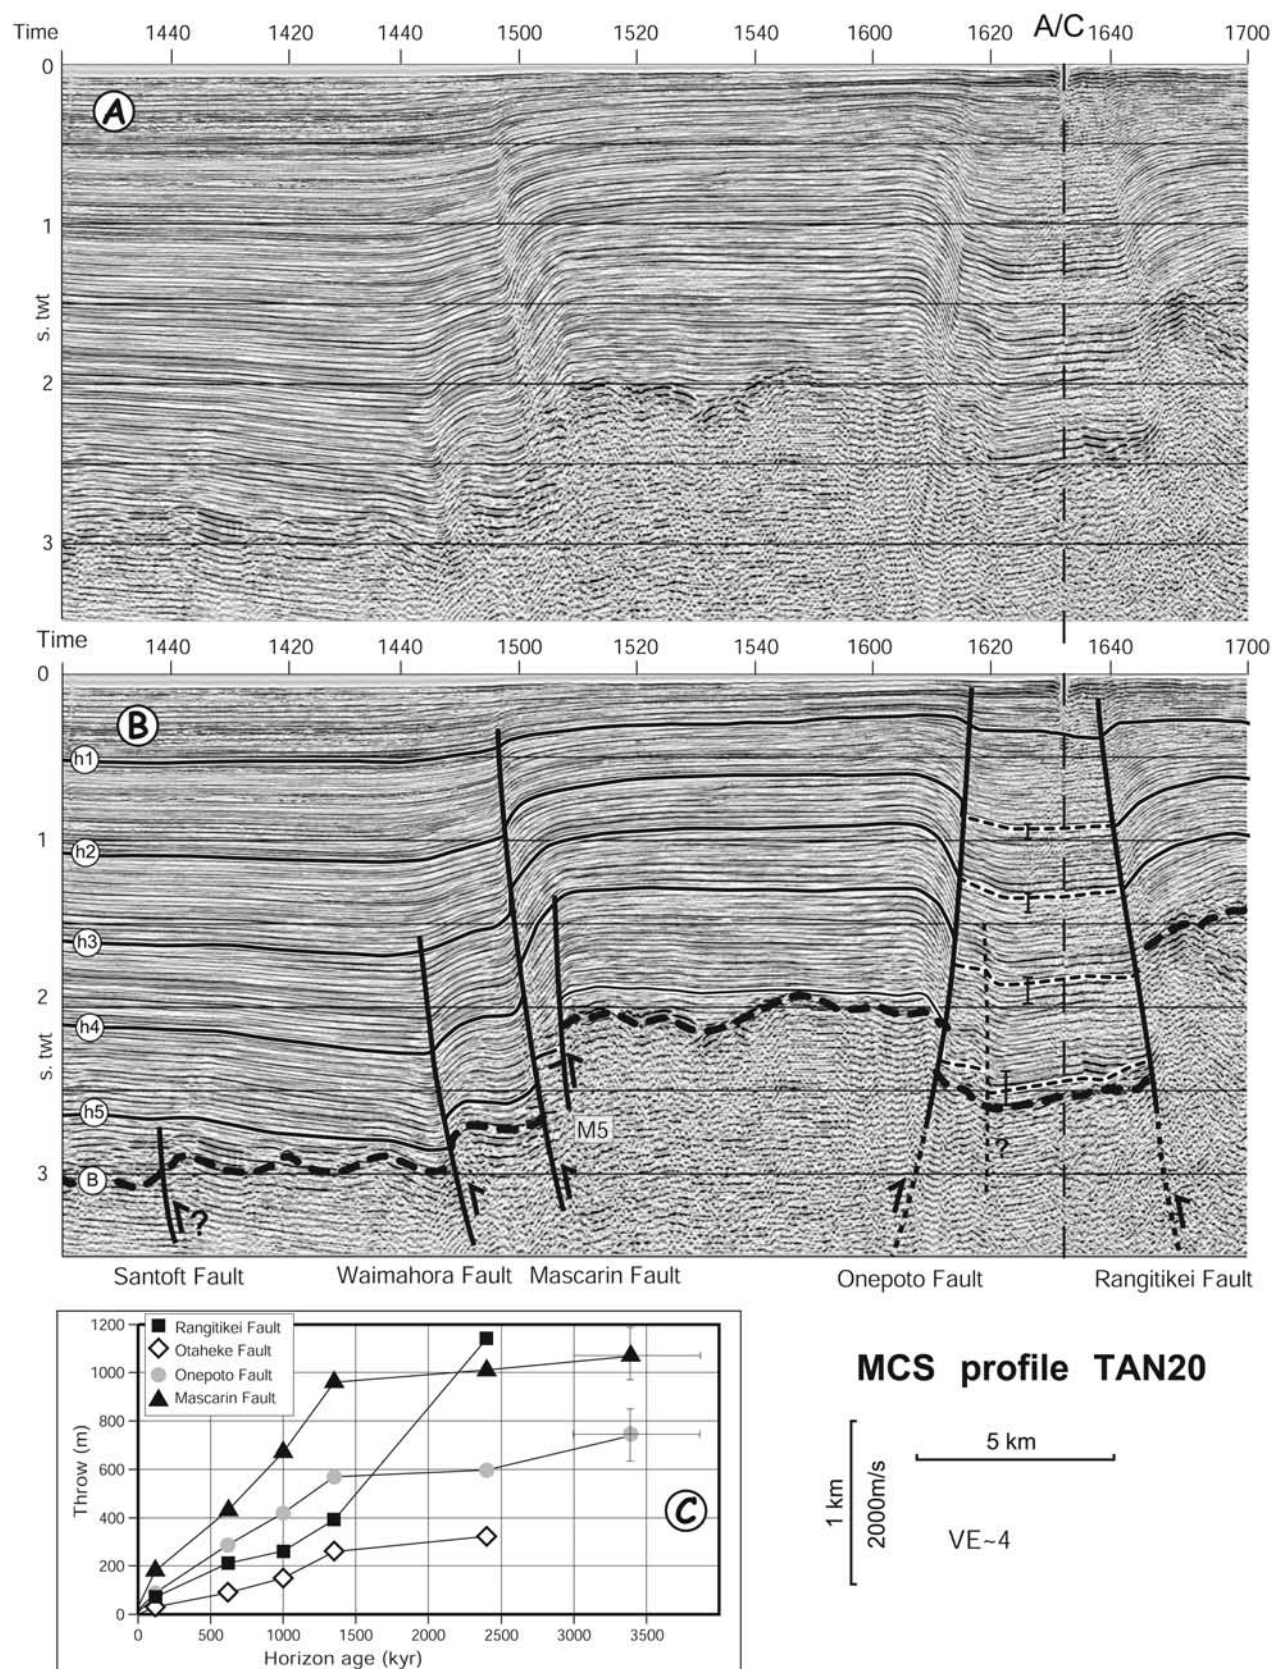 Time 1440 1420 1440 1500 1520 1540 1600 1620 A/C 1640 1700
0
A
1
s. twt
2
3
Time 1440 1420 1440 1500 1520 1540 1600 1620 1640 1700
0
B
h1
1
h2
h3
2
h4
s. twt
h5
M5
?
3
B
?
Santoft Fault Waimahora Fault Mascarin Fault Onepoto Fault Rangitikei Fault
1200
1000
800
600
400
200
0
Throw (m)
Rangitikei Fault
Otaheke Fault
Onepoto Fault
Mascarin Fault
C
0 500 1000 1500 2000 2500 3000 3500
Horizon age (kyr)
MCS profile TAN20
5 km
1 km
2000m/s
VE~4